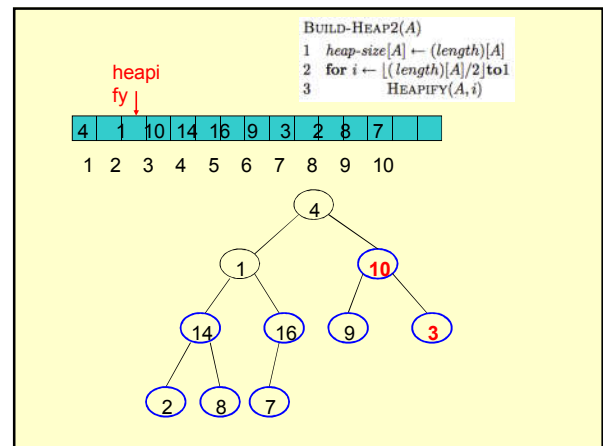 BUILD-HEAP2(A)
1 heap-size[A] ← (length)[A]
2 for i ← ⌊(length)[A]/2⌋to1
3 HEAPIFY(A, i)
heapi
fy
4 1 10 14 16 9 3 2 8 7
1 2 3 4 5 6 7 8 9 10
4
1 10
14 16 9 3
2 8 7